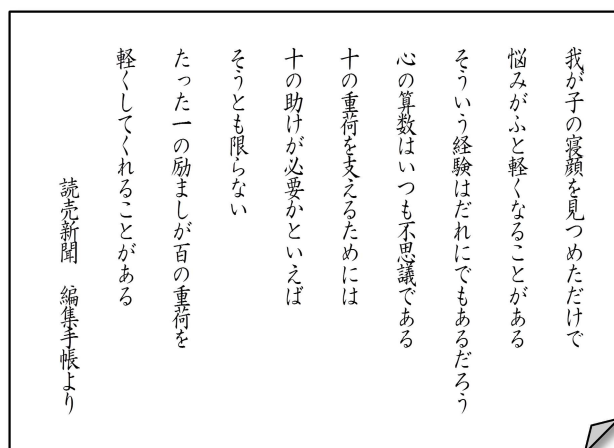 我が子の寝顔を見つめただけで
悩みがふと軽くなることがある
そういう経験はだれにでもあるだろう
心の算数はいつも不思議である
十の重荷を支えるためには
十の助けが必要かといえば
そうとも限らない
たった一の励ましが百の重荷を
軽くしてくれることがある
読売新聞　編集手帳より